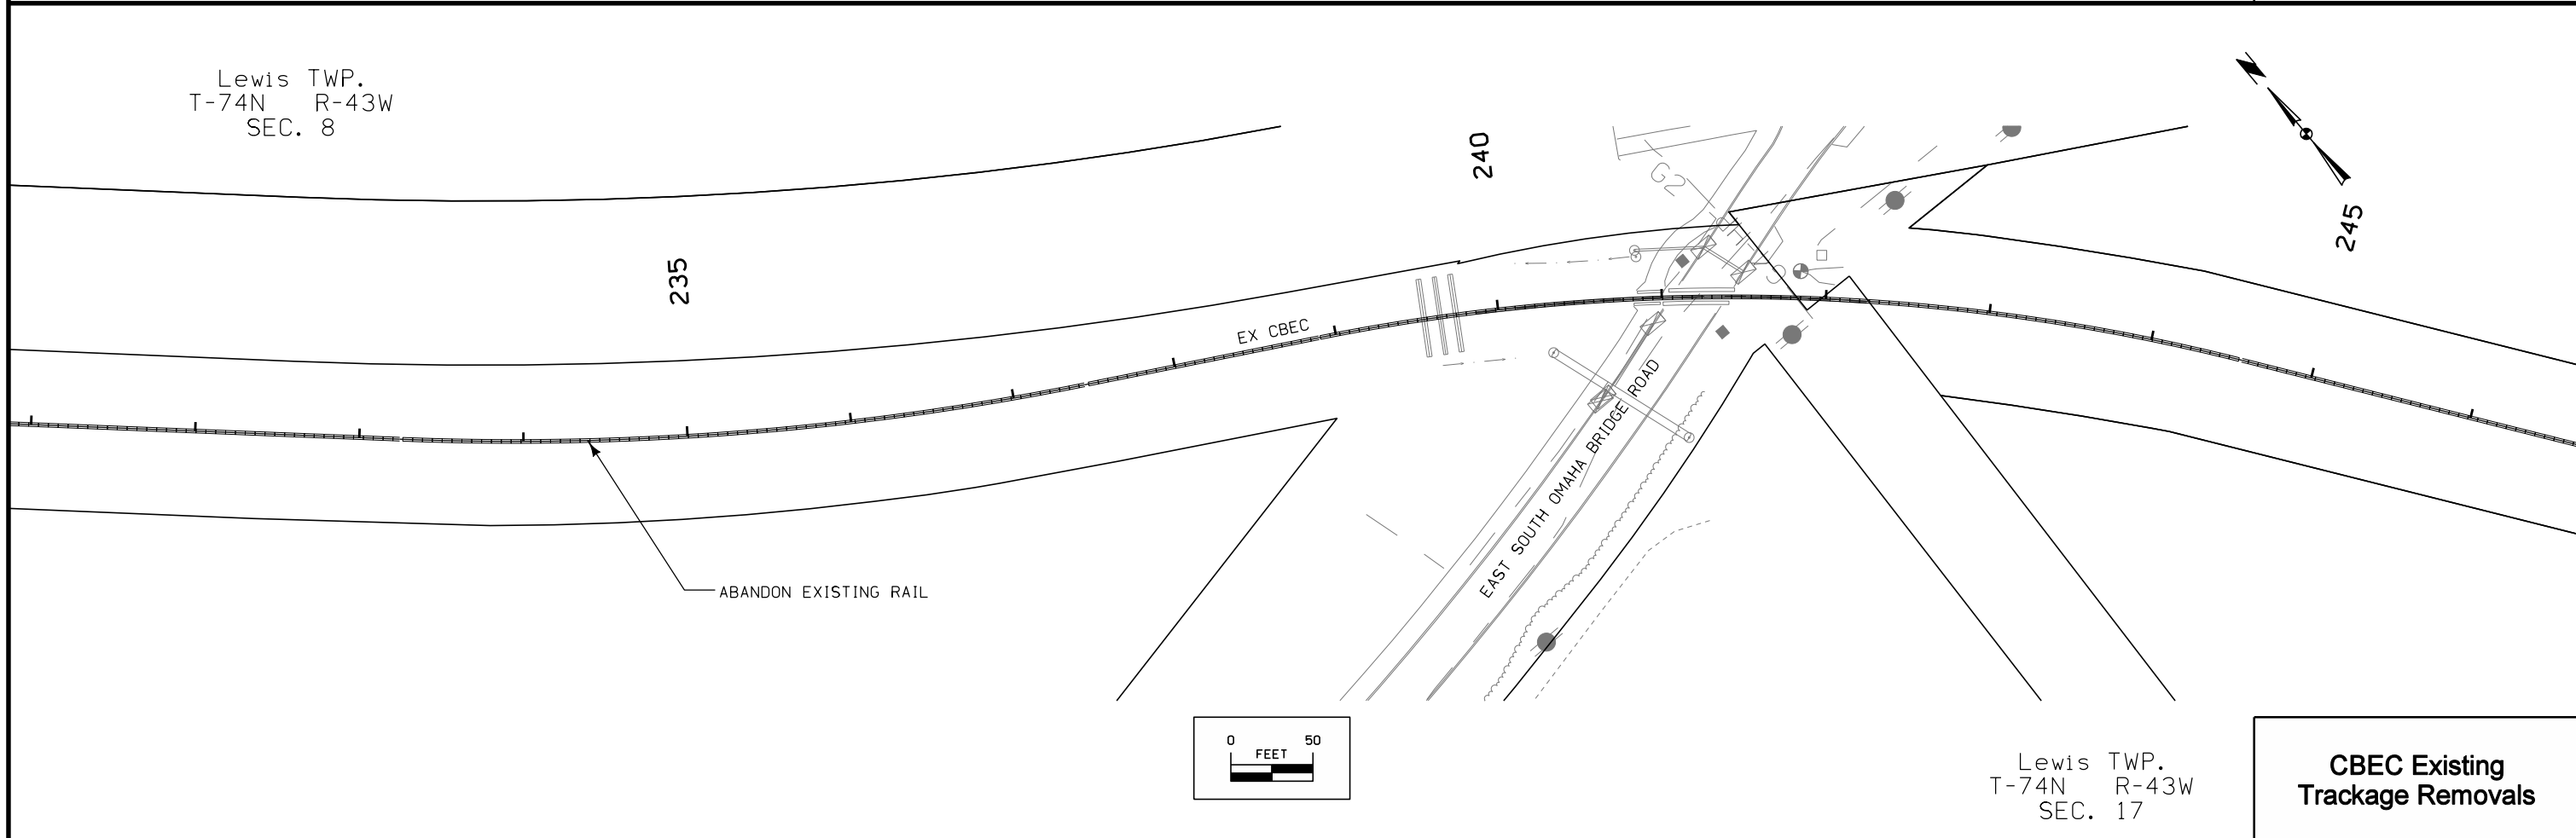 Lewis TWP.
T-74N R-43W
SEC. 8
235
240
245
G2
EX CBEC
EAST SOUTH OMAHA BRIDGE ROAD
ABANDON EXISTING RAIL
0 50
FEET
Lewis TWP.
T-74N R-43W
SEC. 17
CBEC Existing
Trackage Removals